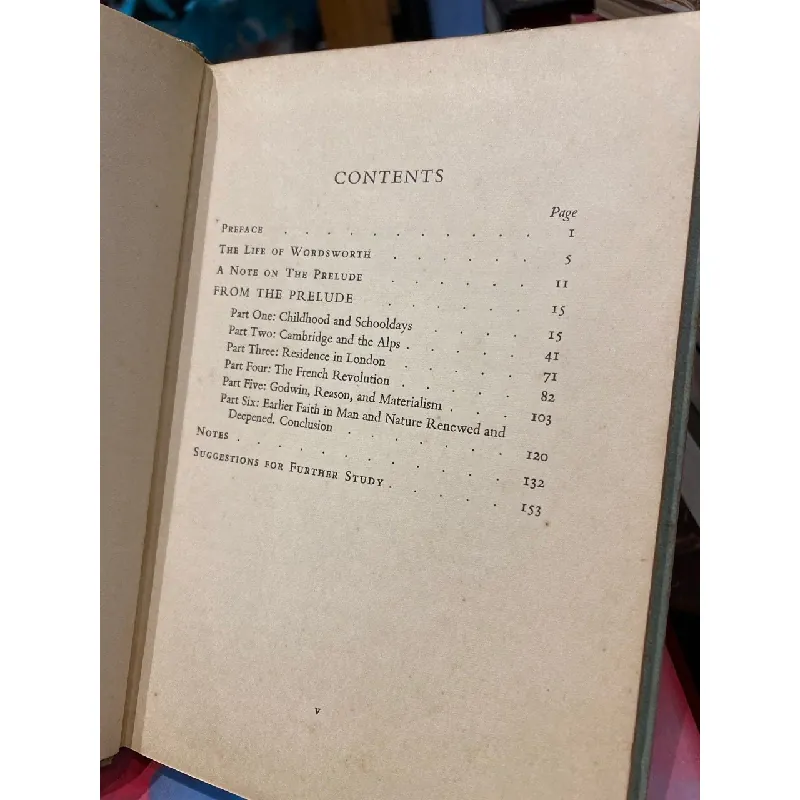 CONTENTS
Page
PREFACE . . . . . . . . . . 1
THE LIFE OF WORDSWORTH . . . . . . 5
A NOTE ON THE PRELUDE . . . . . . 11
FROM THE PRELUDE . . . . . . 15
Part One: Childhood and Schooldays . . . . 15
Part Two: Cambridge and the Alps . . . . . 41
Part Three: Residence in London . . . . . 71
Part Four: The French Revolution . . . . . 82
Part Five: Godwin, Reason, and Materialism . . . 103
Part Six: Earlier Faith in Man and Nature Renewed and
Deepened. Conclusion . . . . . . 120
NOTES . . . . . . . . . . . 132
SUGGESTIONS FOR FURTHER STUDY . . . . . 153
v